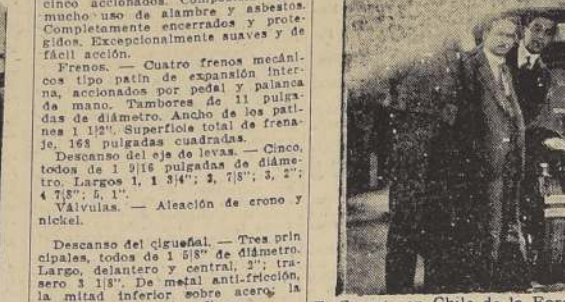 cinco accionados.
mucho uso de alambre y asbestos.
Completamente encerrados y prote-
gidos. Excepcionalmente suaves y de
fácil acción.
Frenos. — Cuatro frenos mecáni-
cos tipo patín de expansión inter-
na, accionados por pedal y palanca
de mano. Tambores de 11 pulga-
das de diámetro. Ancho de los pati-
nes 1 1|2". Superficie total de frena-
je, 168 pulgadas cuadradas.
Descanso del eje de levas. — Cinco,
todos de 1 9|16 pulgadas de diáme-
tro. Largos 1, 1 3|4"; 2, 7|8"; 3, 2";
4 7|8"; 5, 1".
Válvulas. — Aleación de crono y
nickel.
Descanso del cigueñal. — Tres prin
cipales, todos de 1 5|8" de diámetro.
Largo, delantero y central, 2"; tra-
sero 3 1|8". De metal anti-fricción,
la mitad inferior sobre acero; la
Chile de la